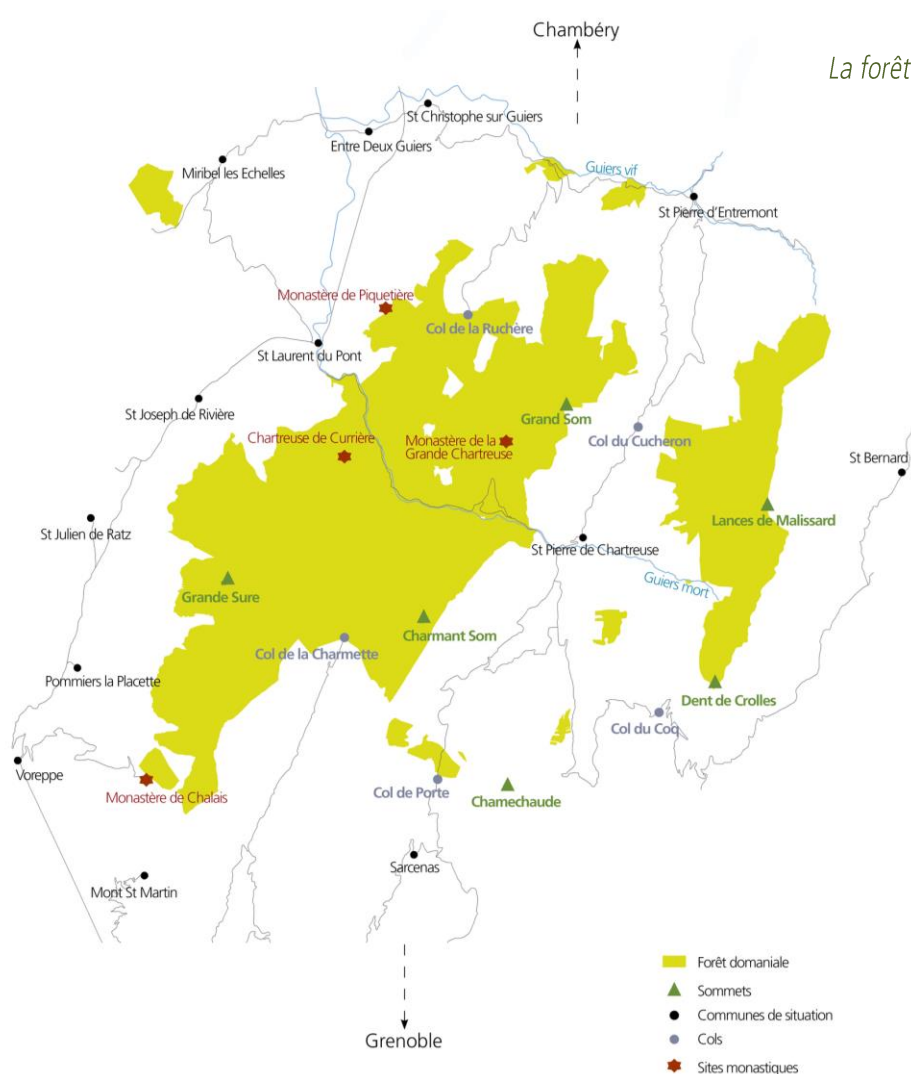 Chambéry
La forêt
St Christophe sur Guiers
Entre Deux Guiers
Miribel les Echelles
Guiers vif
St Pierre d'Entremont
Monastère de Piquetière
Col de la Ruchère
St Laurent du Pont
St Joseph de Rivière
Grand Som
Chartreuse de Currière
Monastère de la
Grande Chartreuse
Col du Cucheron
St Bernard
Lances de Malissard
St Julien de Ratz
St Pierre de Chartreuse
Guiers mort
Grande Sure
Charmant Som
Col de la Charmette
Pommiers la Placette
Dent de Crolles
Col du Coq
Voreppe
Monastère de Chalais
Col de Porte
Chamechaude
Sarcenas
Mont St Martin
Grenoble
Forêt domaniale
Sommets
Communes de situation
Cols
Sites monastiques